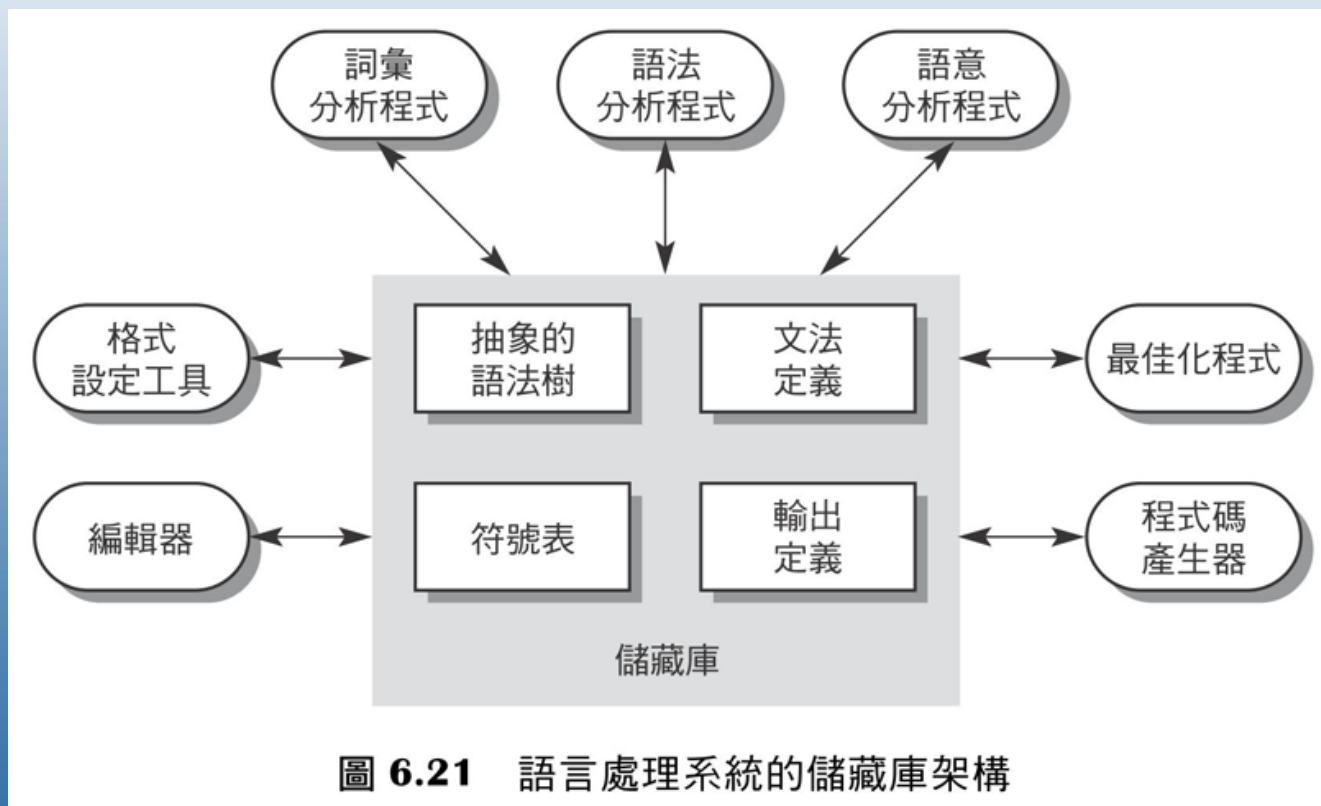 詞彙
分析程式
語法
分析程式
語意
分析程式
格式
設定工具
抽象的
語法樹
文法
定義
最佳化程式
編輯器
符號表
輸出
定義
程式碼
產生器
儲藏庫
圖 6.21 語言處理系統的儲藏庫架構